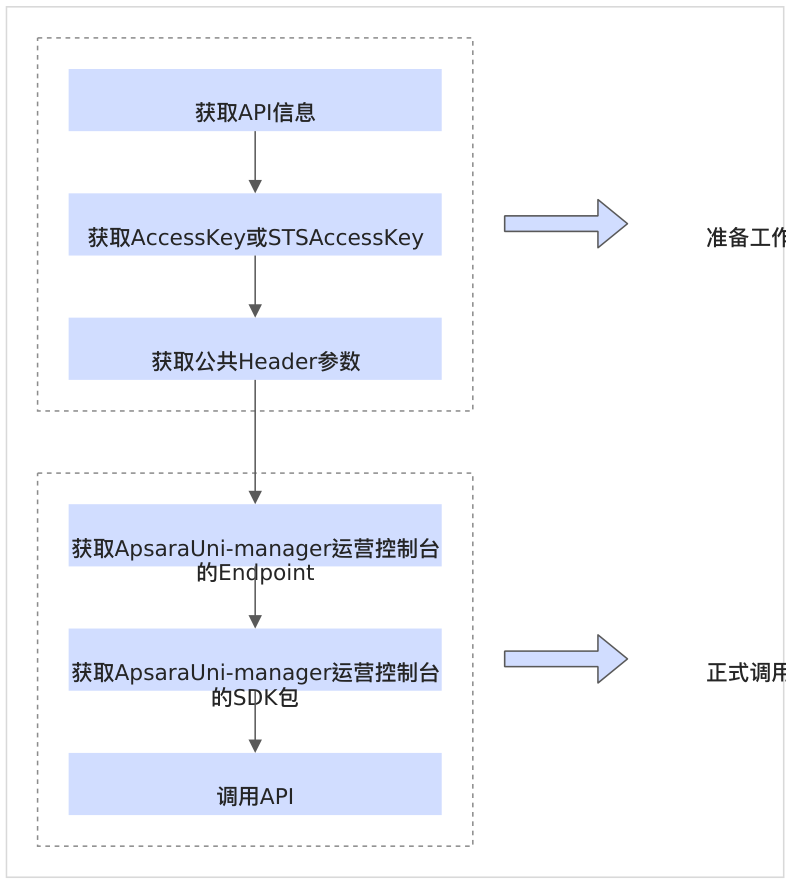 获取API信息
获取AccessKey或STSAccessKey
准备工作
获取公共Header参数
获取ApsaraUni-manager运营控制台
的Endpoint
获取ApsaraUni-manager运营控制台
的SDK包
正式调用
调用API